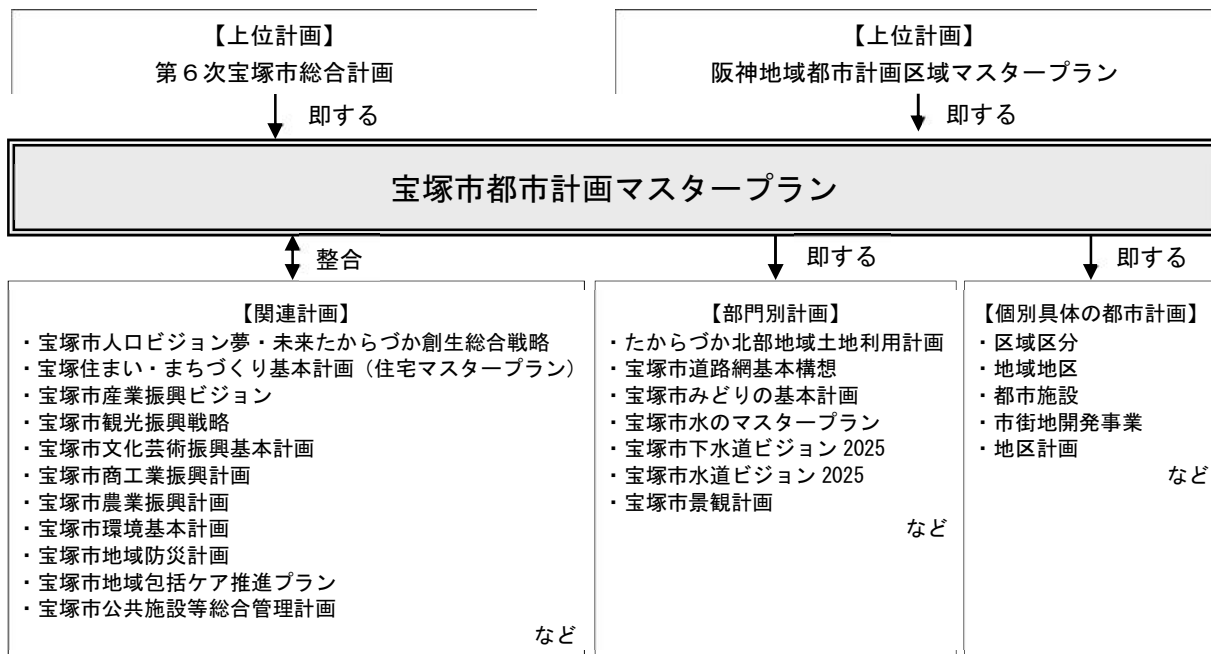 【上位計画】
第６次宝塚市総合計画
【上位計画】
阪神地域都市計画区域マスタープラン
即する
即する
宝塚市都市計画マスタープラン
整合
即する
即する
【関連計画】
・宝塚市人口ビジョン夢・未来たからづか創生総合戦略
・宝塚住まい・まちづくり基本計画（住宅マスタープラン）
・宝塚市産業振興ビジョン
・宝塚市観光振興戦略
・宝塚市文化芸術振興基本計画
・宝塚市商工業振興計画
・宝塚市農業振興計画
・宝塚市環境基本計画
・宝塚市地域防災計画
・宝塚市地域包括ケア推進プラン
・宝塚市公共施設等総合管理計画
など
【部門別計画】
・たからづか北部地域土地利用計画
・宝塚市道路網基本構想
・宝塚市みどりの基本計画
・宝塚市水のマスタープラン
・宝塚市下水道ビジョン 2025
・宝塚市水道ビジョン 2025
・宝塚市景観計画
など
【個別具体の都市計画】
・区域区分
・地域地区
・都市施設
・市街地開発事業
・地区計画
など